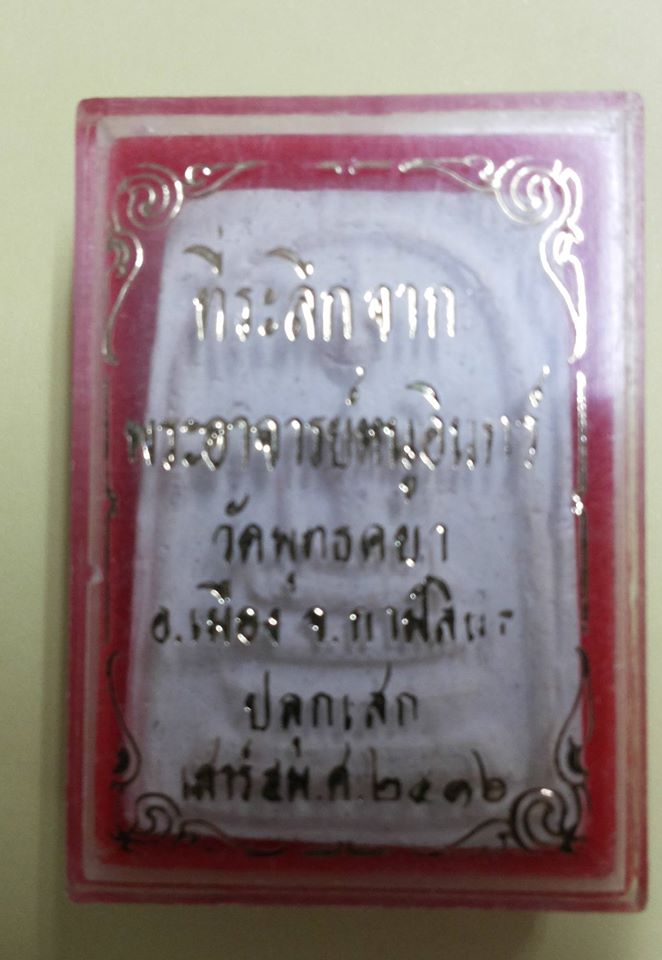 ที่ระลึกจาก
พระอาจารย์หนูอินทร์
วัดพุทธคยา
อ.เมือง จ.กาฬสินธุ์
ปลุกเสก
เสาร์๕พ.ศ.๒๕๓๖